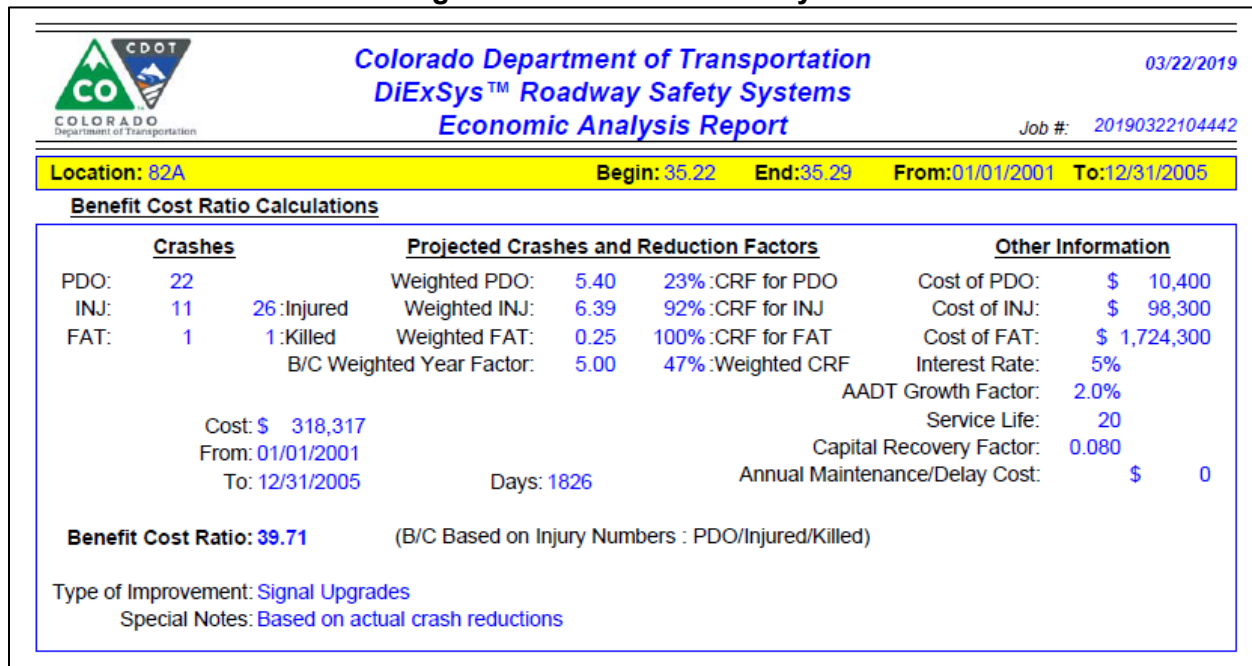 CDOT
CO
COLORADO
Department of Transportation
TM
Colorado Department of Transportation
DiExSys™ Roadway Safety Systems
Economic Analysis Report
03/22/2019
Job #: 20190322104442
Location: 82A Begin: 35.22 End:35.29 From:01/01/2001 To:12/31/2005
Benefit Cost Ratio Calculations
Crashes Projected Crashes and Reduction Factors Other Information
PDO: 22 Weighted PDO: 5.40 23% :CRF for PDO Cost of PDO: $ 10,400
INJ: 11 26 :Injured Weighted INJ: 6.39 92% :CRF for INJ Cost of INJ: $ 98,300
FAT: 1 1 :Killed Weighted FAT: 0.25 100% :CRF for FAT Cost of FAT: $ 1,724,300
B/C Weighted Year Factor: 5.00 47% :Weighted CRF Interest Rate: 5%
AADT Growth Factor: 2.0%
Cost: $ 318,317 Service Life: 20
From: 01/01/2001 Capital Recovery Factor: 0.080
To: 12/31/2005 Days: 1826 Annual Maintenance/Delay Cost: $ 0
Benefit Cost Ratio: 39.71 (B/C Based on Injury Numbers : PDO/Injured/Killed)
Type of Improvement: Signal Upgrades
Special Notes: Based on actual crash reductions